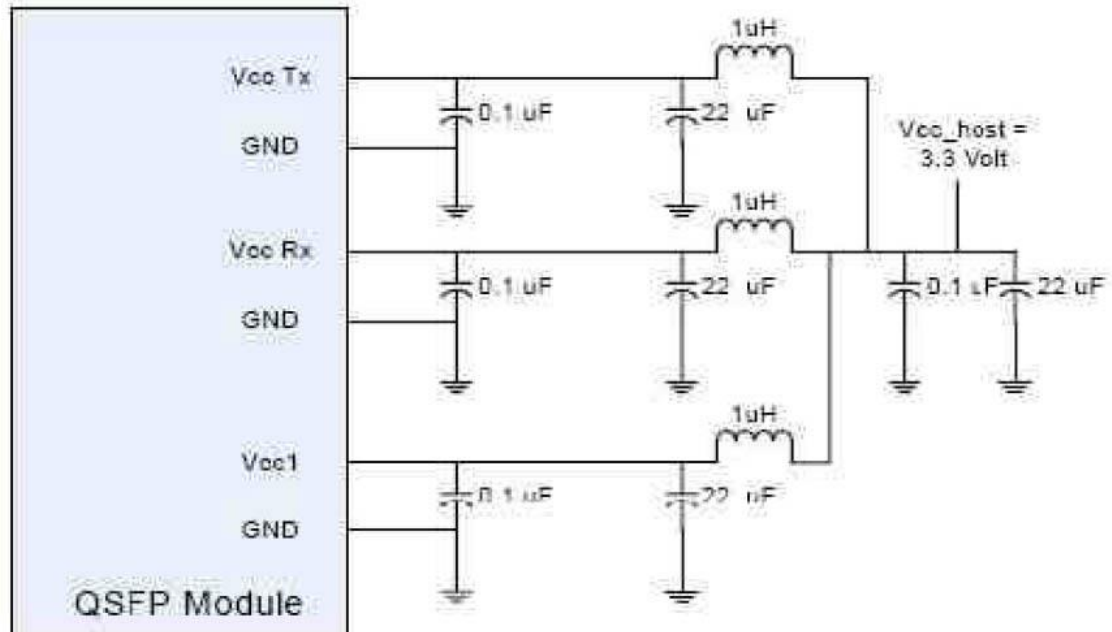 1uH
Vcc Tx
0.1 uF
22 uF
GND
Vcc_host =
3.3 Volt
1uH
Vcc Rx
0.1 uF
22 uF
0.1 uF
22 uF
GND
1uH
Vcc1
0.1 uF
22 uF
GND
QSFP Module